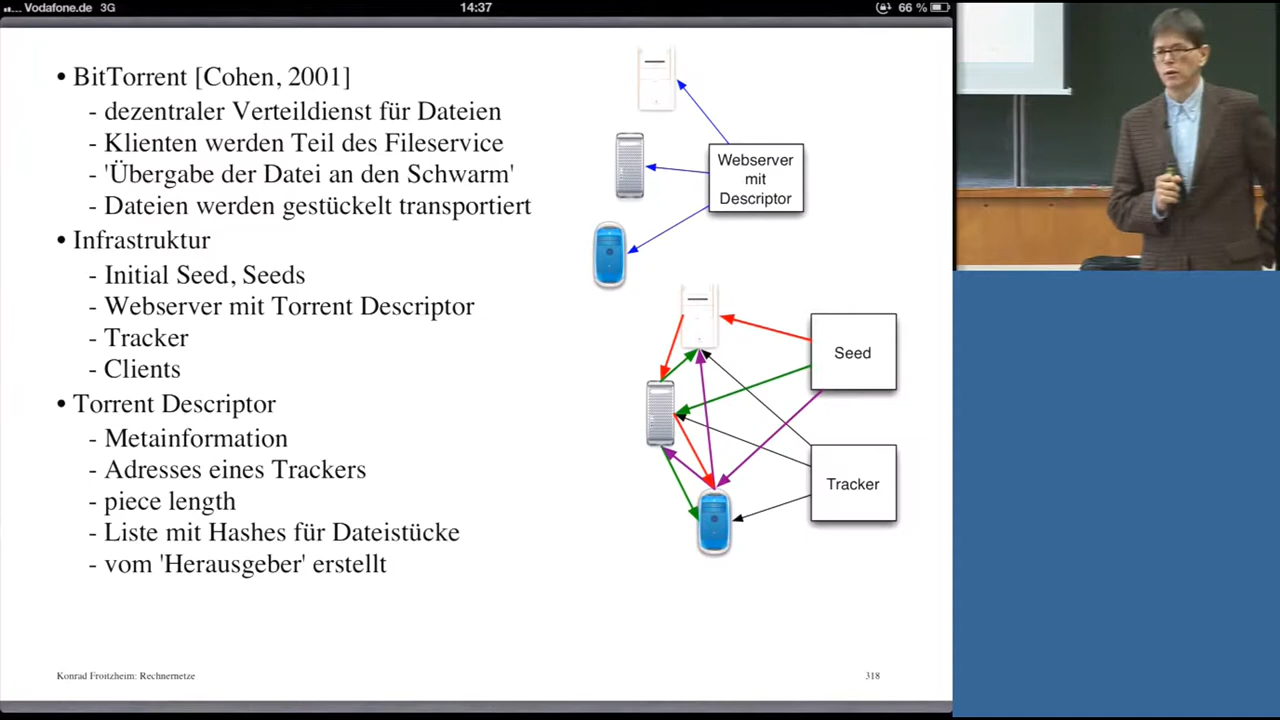 Vodafone.de 3G
14:37
66 %
• BitTorrent [Cohen, 2001]
- dezentraler Verteildienst für Dateien
- Klienten werden Teil des Fileservice
- 'Übergabe der Datei an den Schwarm'
- Dateien werden gestückelt transportiert
• Infrastruktur
- Initial Seed, Seeds
- Webserver mit Torrent Descriptor
- Tracker
- Clients
• Torrent Descriptor
- Metainformation
- Adresses eines Trackers
- piece length
- Liste mit Hashes für Dateistücke
- vom 'Herausgeber' erstellt
Webserver
mit
Descriptor
Seed
Tracker
Konrad Froitzheim: Rechnernetze
318